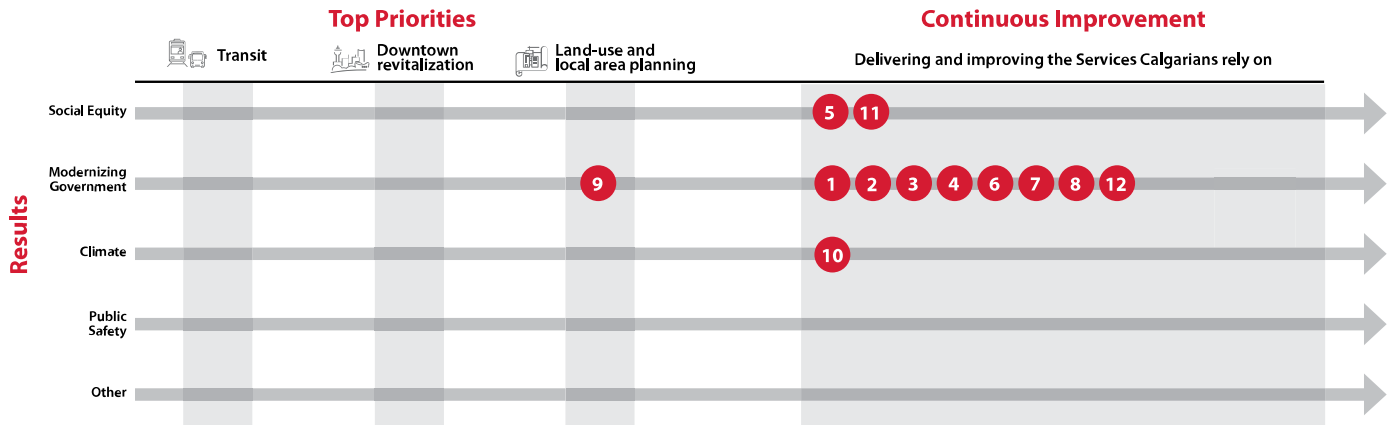 Top Priorities
Continuous Improvement
Transit
Downtown
revitalization
Land-use and
local area planning
Delivering and improving the Services Calgarians rely on
Results
Social Equity
5 11
Modernizing
Government
9 1 2 3 4 6 7 8 12
Climate
10
Public
Safety
Other